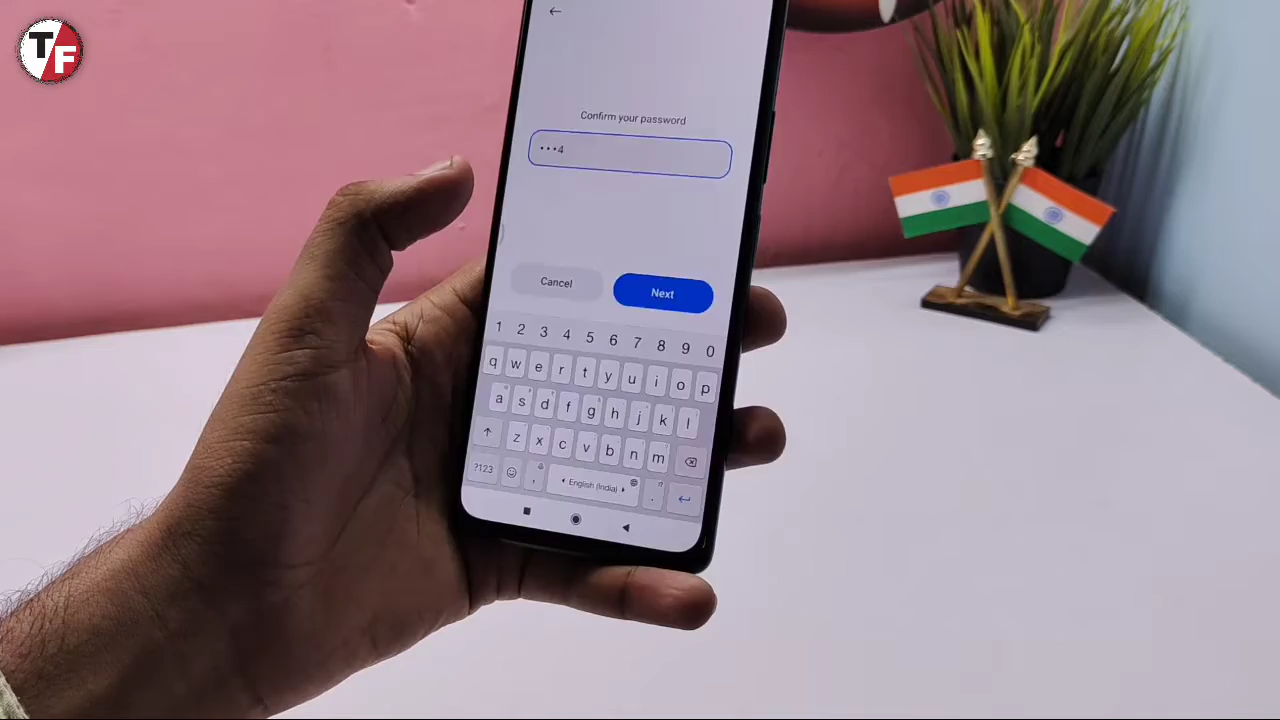 TF
Confirm your password
•••4
Cancel
Next
1 2 3 4 5 6 7 8 9 0
q w e r t y u i o p
a s d f g h j k l
z x c v b n m
?123 , English (India) .